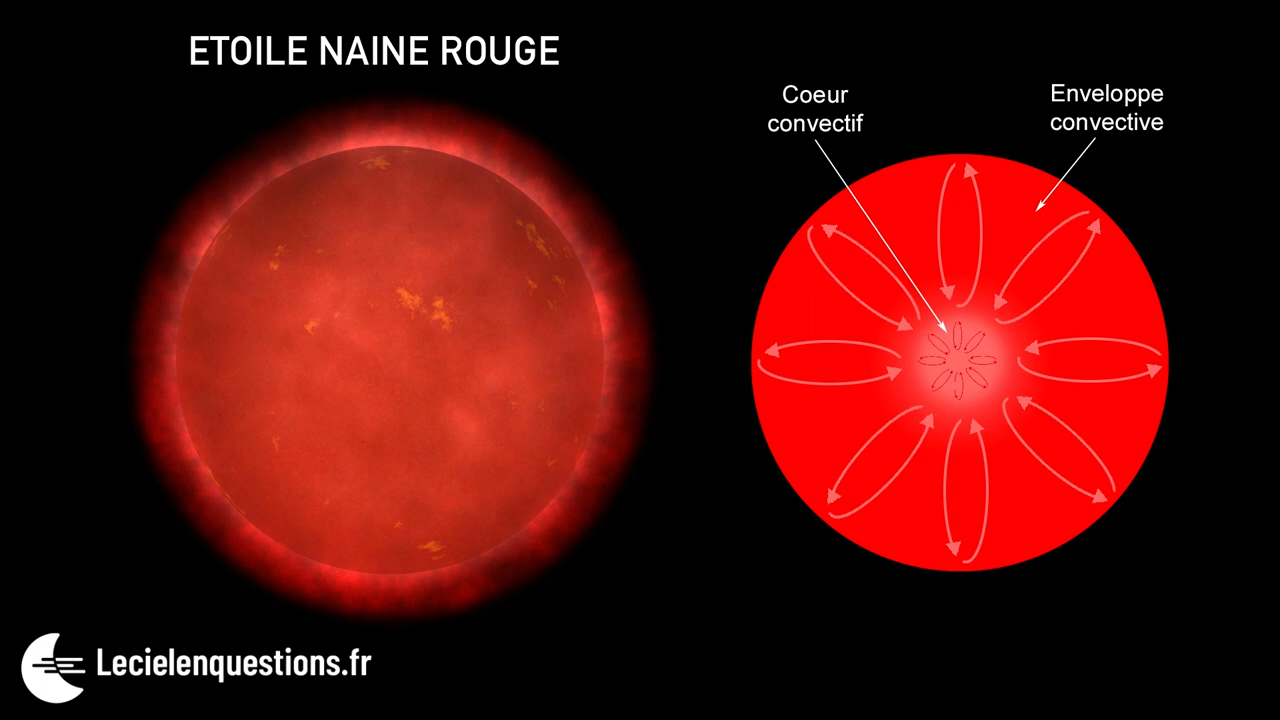 ETOILE NAINE ROUGE
Coeur
convectif
Enveloppe
convective
Lecielenquestions.fr